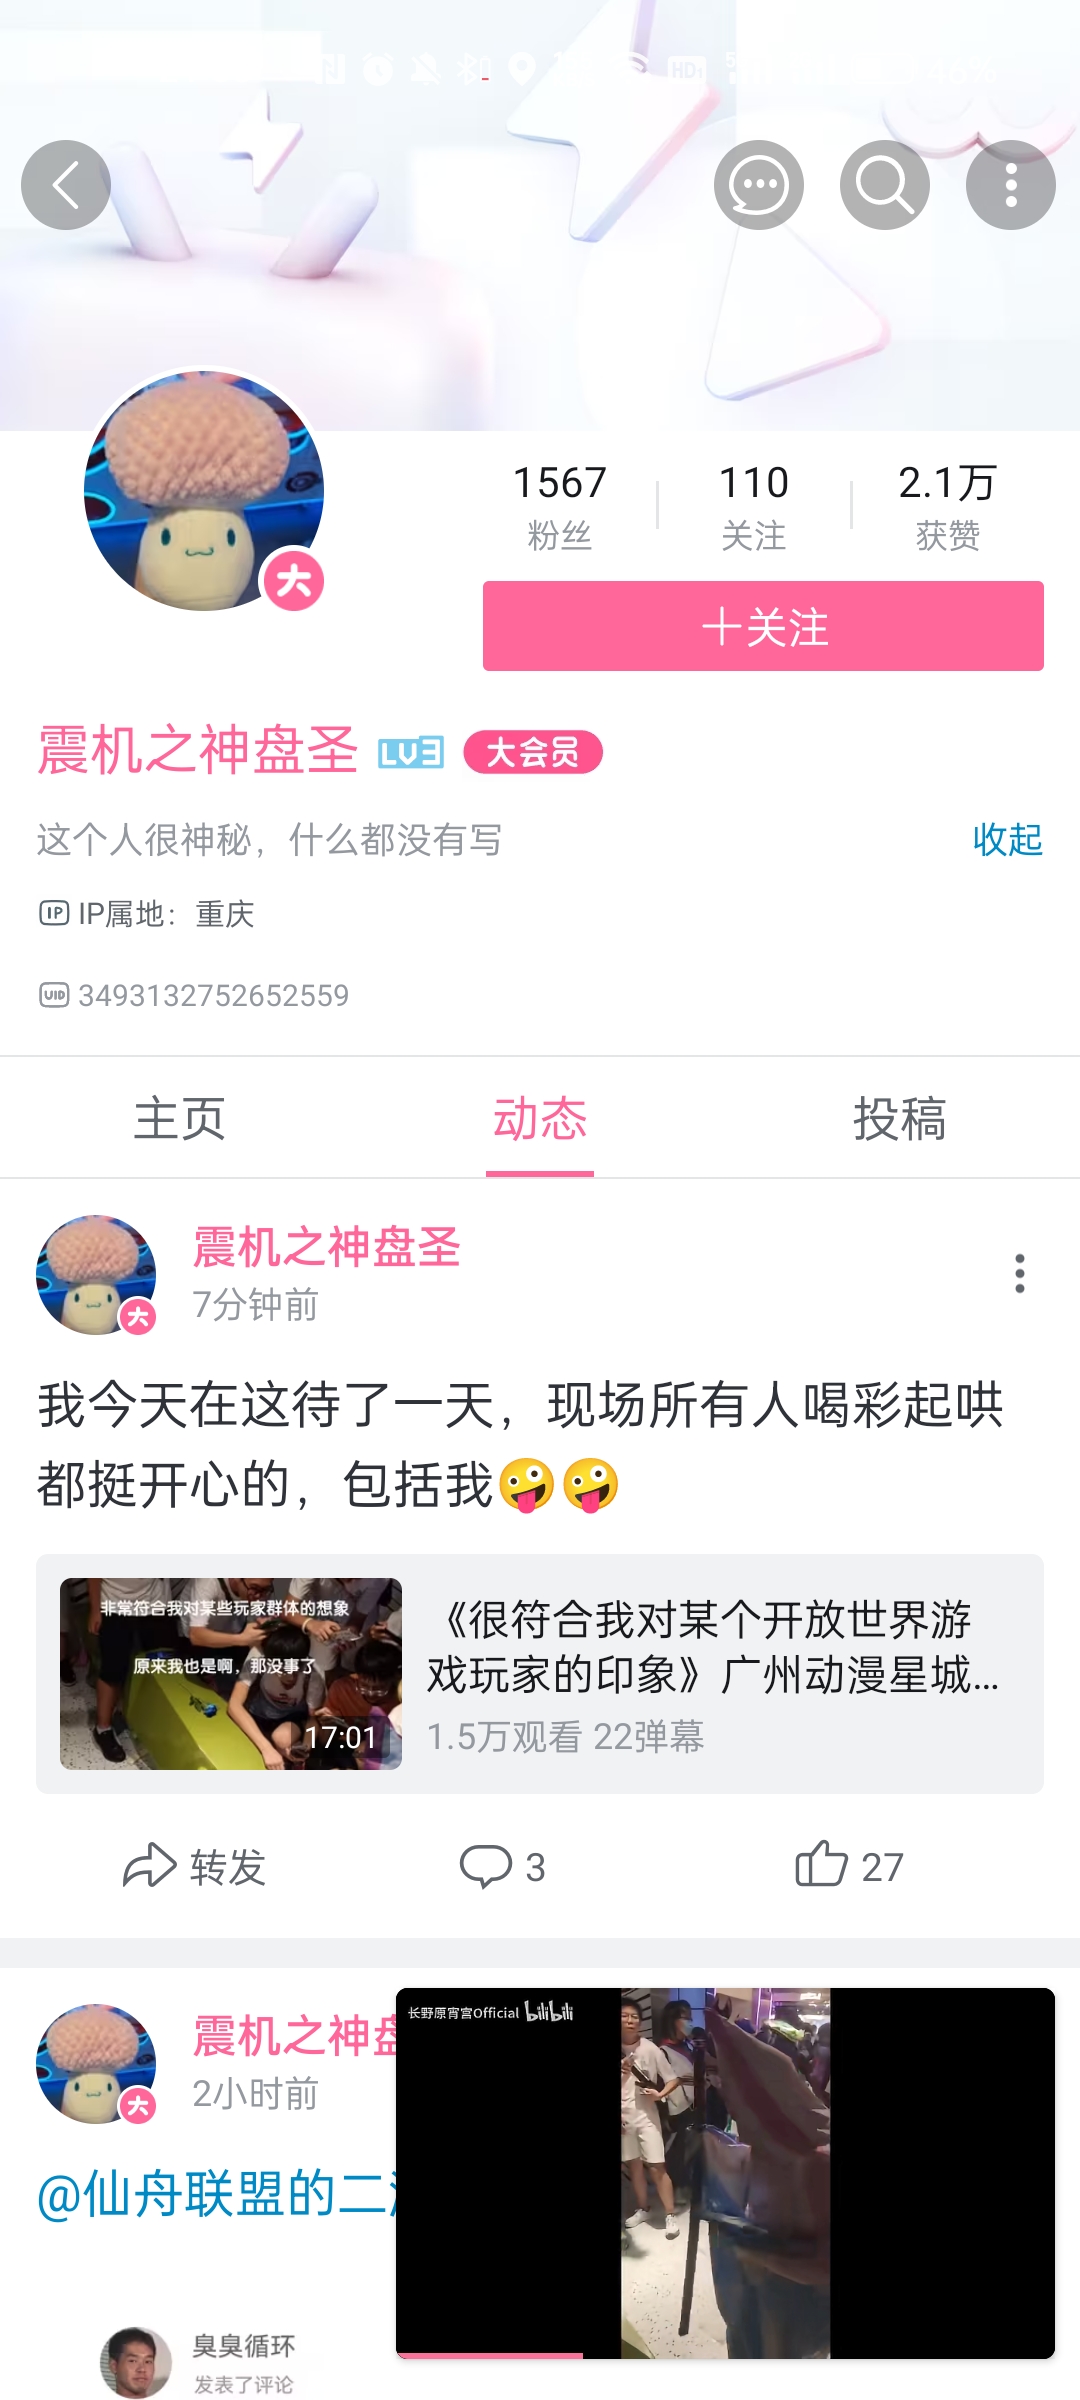 HD1
46%
1567
110
2.1万
粉丝
关注
获赞
大
十关注
震机之神盘圣
LV3
大会员
这个人很神秘，什么都没有写
收起
IP
IP属地：重庆
UID
3493132752652559
主页
动态
投稿
震机之神盘圣
7分钟前
大
我今天在这待了一天，现场所有人喝彩起哄
都挺开心的，包括我🤪🤪
非常符合我对某些玩家群体的想象
原来我也是啊，那没事了
17:01
《很符合我对某个开放世界游
戏玩家的印象》广州动漫星城...
1.5万观看 22弹幕
转发
3
27
震机之神盘
2小时前
大
@仙舟联盟的二
长野原宵宫Official bilibili
臭臭循环
发表了评论